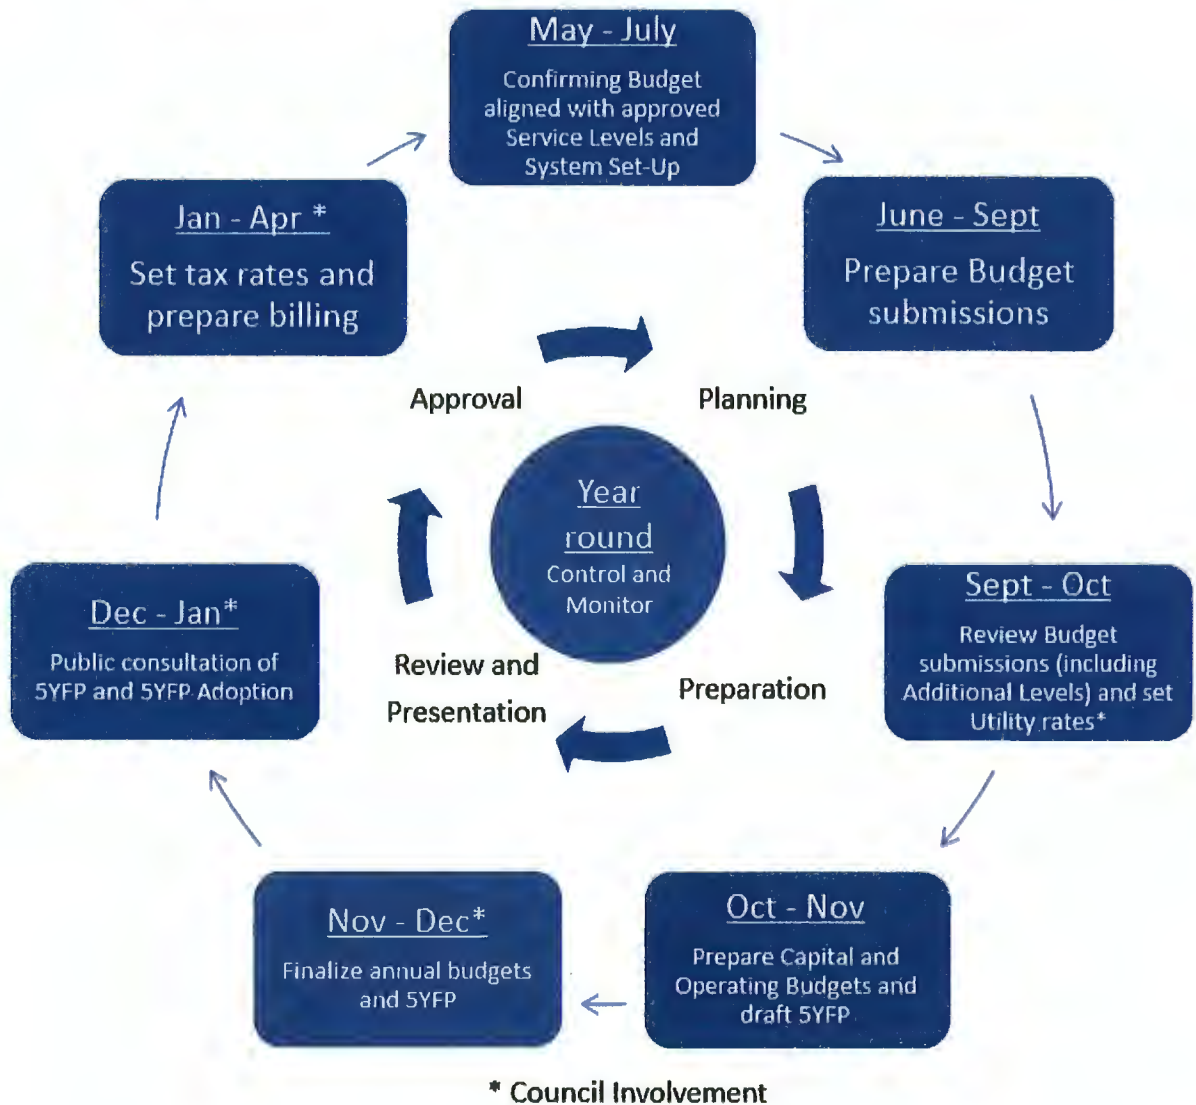 May - July
Confirming Budget
aligned with approved
Service Levels and
System Set-Up
June - Sept
Prepare Budget
submissions
Sept - Oct
Review Budget
submissions (including
Additional Levels) and set
Utility rates*
Oct - Nov
Prepare Capital and
Operating Budgets and
draft 5YFP
Nov - Dec*
Finalize annual budgets
and 5YFP
Dec - Jan*
Public consultation of
5YFP and 5YFP Adoption
Jan - Apr *
Set tax rates and
prepare billing
Approval
Planning
Preparation
Review and
Presentation
Year
round
Control and
Monitor
* Council Involvement